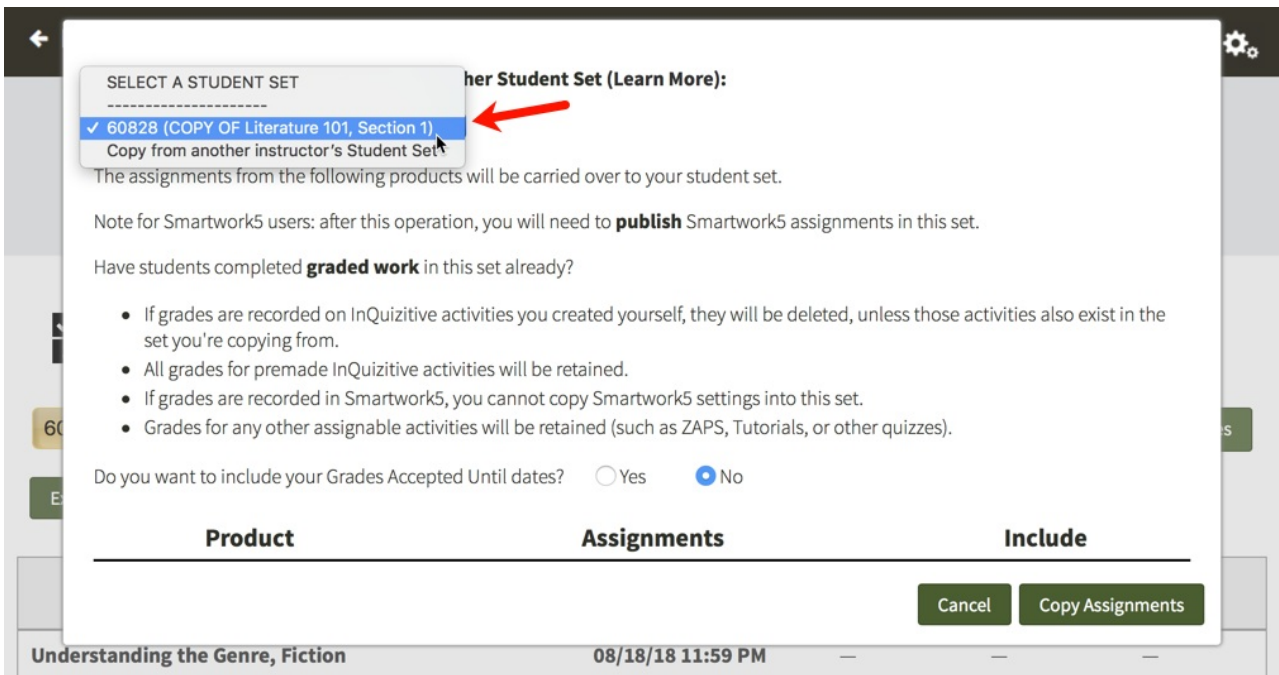 SELECT A STUDENT SET
---------------------
✓ 60828 (COPY OF Literature 101, Section 1)
Copy from another instructor's Student Set
Student Set (Learn More):
The assignments from the following products will be carried over to your student set.
Note for Smartwork5 users: after this operation, you will need to publish Smartwork5 assignments in this set.
Have students completed graded work in this set already?
• If grades are recorded on InQuizitive activities you created yourself, they will be deleted, unless those activities also exist in the
set you're copying from.
• All grades for premade InQuizitive activities will be retained.
• If grades are recorded in Smartwork5, you cannot copy Smartwork5 settings into this set.
• Grades for any other assignable activities will be retained (such as ZAPS, Tutorials, or other quizzes).
Do you want to include your Grades Accepted Until dates? Yes No
Product Assignments Include
Cancel Copy Assignments
Understanding the Genre, Fiction 08/18/18 11:59 PM — — —